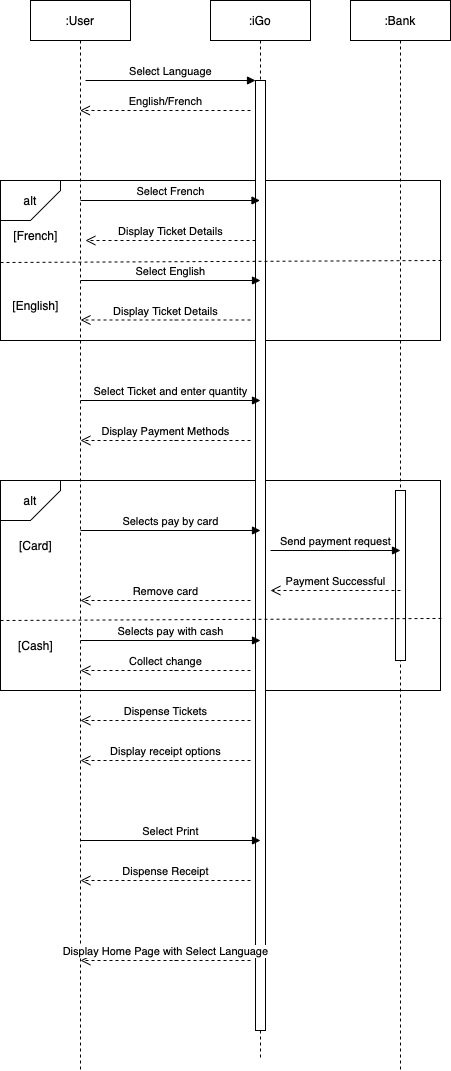 :User
:iGo
:Bank
Select Language
English/French
alt
Select French
[French]
Display Ticket Details
Select English
[English]
Display Ticket Details
Select Ticket and enter quantity
Display Payment Methods
alt
Selects pay by card
[Card]
Send payment request
Payment Successful
Remove card
Selects pay with cash
[Cash]
Collect change
Dispense Tickets
Display receipt options
Select Print
Dispense Receipt
Display Home Page with Select Language